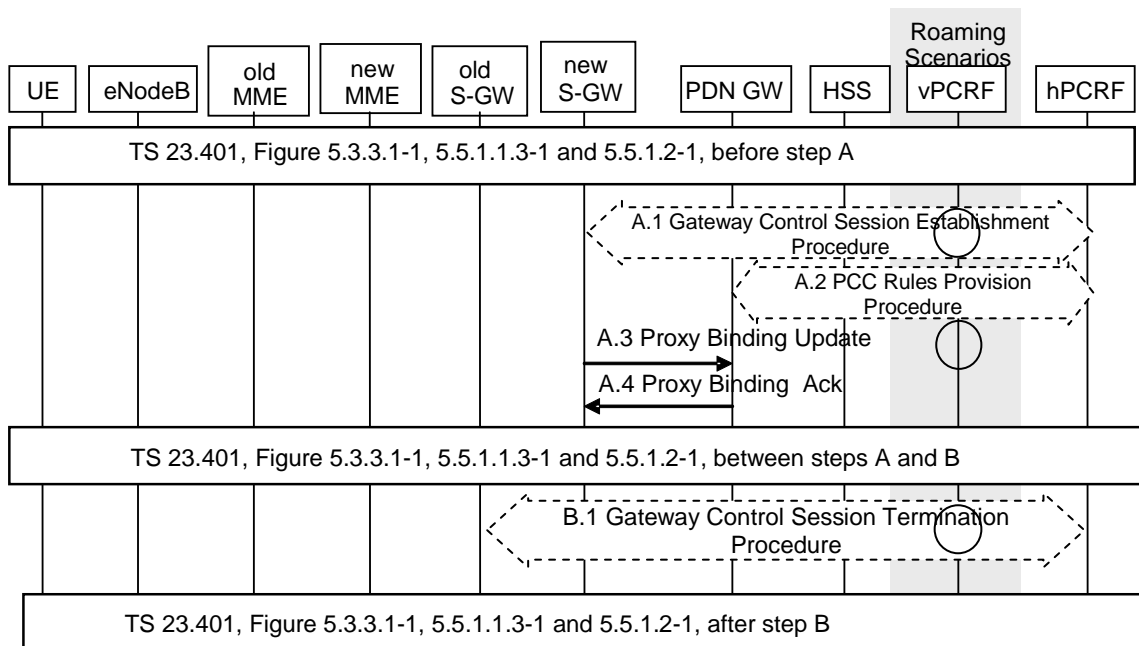 Roaming
Scenarios
UE
eNodeB
old
MME
new
MME
old
S-GW
new
S-GW
PDN GW
HSS
vPCRF
hPCRF
TS 23.401, Figure 5.3.3.1-1, 5.5.1.1.3-1 and 5.5.1.2-1, before step A
A.1 Gateway Control Session Establishment
Procedure
A.2 PCC Rules Provision
Procedure
A.3 Proxy Binding Update
A.4 Proxy Binding Ack
TS 23.401, Figure 5.3.3.1-1, 5.5.1.1.3-1 and 5.5.1.2-1, between steps A and B
B.1 Gateway Control Session Termination
Procedure
TS 23.401, Figure 5.3.3.1-1, 5.5.1.1.3-1 and 5.5.1.2-1, after step B